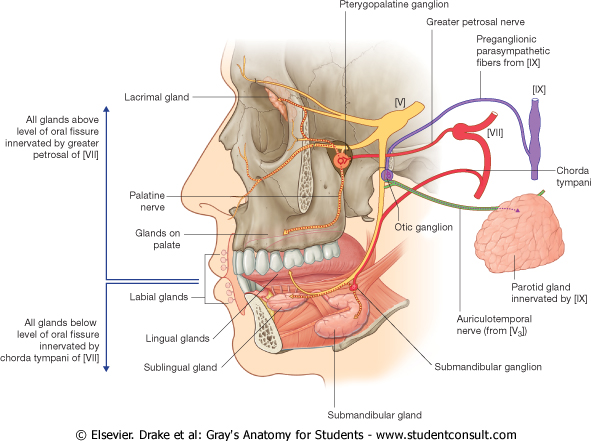 Pterygopalatine ganglion
Greater petrosal nerve
Preganglionic
parasympathetic
fibers from [IX]
[IX]
Lacrimal gland
[V]
[VII]
All glands above
level of oral fissure
innervated by greater
petrosal of [VII]
Chorda
tympani
Palatine
nerve
Otic ganglion
Glands on
palate
Parotid gland
innervated by [IX]
Labial glands
Auriculotemporal
nerve (from [V3])
All glands below
level of oral fissure
innervated by
chorda tympani of [VII]
Lingual glands
Sublingual gland
Submandibular ganglion
Submandibular gland
© Elsevier. Drake et al: Gray's Anatomy for Students - www.studentconsult.com